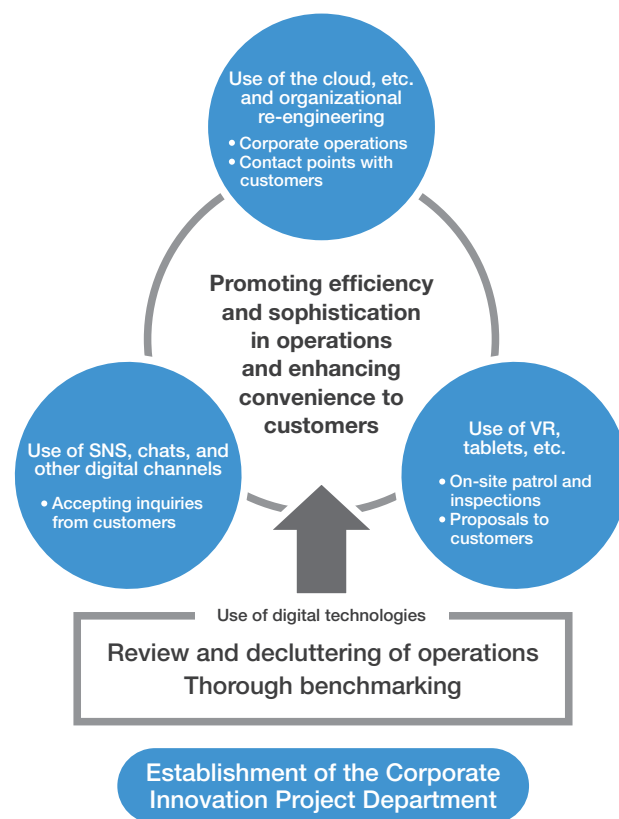 Use of the cloud, etc.
and organizational
re-engineering
• Corporate operations
• Contact points with
customers
Promoting efficiency
and sophistication
in operations
and enhancing
convenience to
customers
Use of SNS, chats, and
other digital channels
• Accepting inquiries
from customers
Use of VR,
tablets, etc.
• On-site patrol and
inspections
• Proposals to
customers
Use of digital technologies
Review and decluttering of operations
Thorough benchmarking
Establishment of the Corporate
Innovation Project Department